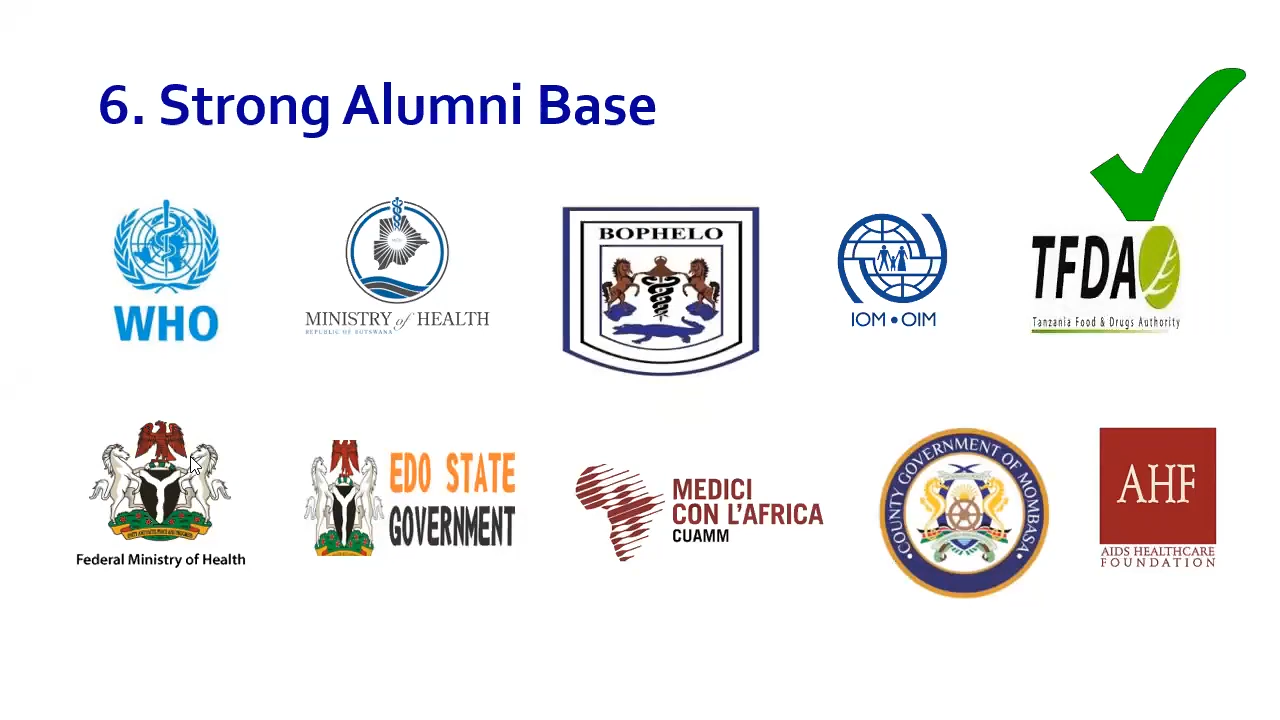 6. Strong Alumni Base
WHO
MINISTRY of HEALTH
REPUBLIC OF BOTSWANA
BOPHELO
IOM • OIM
TFDA
Tanzania Food & Drugs Authority
Federal Ministry of Health
EDO STATE
GOVERNMENT
MEDICI
CON L'AFRICA
CUAMM
• COUNTY GOVERNMENT OF MOMBASA •
AHF
AIDS HEALTHCARE
FOUNDATION